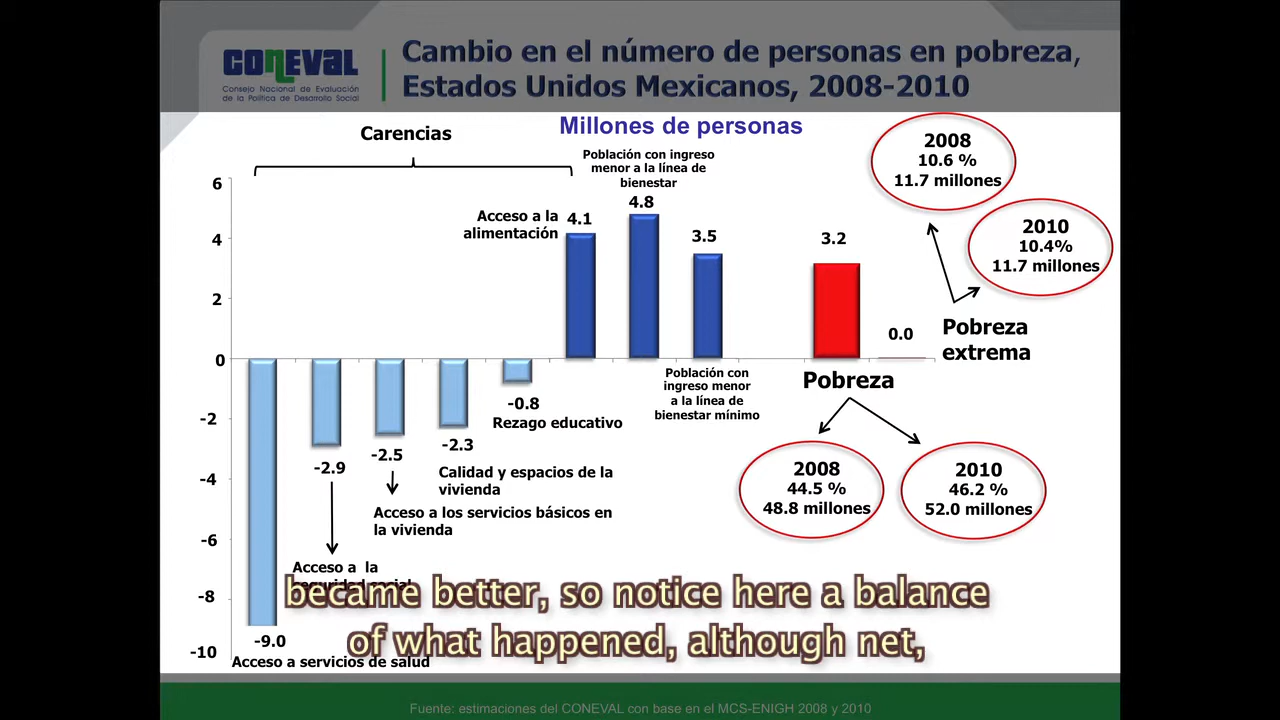 CONEVAL
Consejo Nacional de Evaluación
de la Política de Desarrollo Social
Cambio en el número de personas en pobreza,
Estados Unidos Mexicanos, 2008-2010
Millones de personas
Carencias
Población con ingreso
menor a la línea de
bienestar
2008
10.6 %
11.7 millones
2010
10.4%
11.7 millones
Acceso a la
alimentación
4.1
4.8
3.5
3.2
0.0
Pobreza
extrema
6
4
2
0
-2
-4
-6
-8
-10
Población con
ingreso menor
a la línea de
bienestar mínimo
Pobreza
-0.8
Rezago educativo
-2.3
Calidad y espacios de la
vivienda
-2.5
Acceso a los servicios básicos en
la vivienda
-2.9
Acceso a la
seguridad social
-9.0
Acceso a servicios de salud
2008
44.5 %
48.8 millones
2010
46.2 %
52.0 millones
became better, so notice here a balance
of what happened, although net,
Fuente: estimaciones del CONEVAL con base en el MCS-ENIGH 2008 y 2010